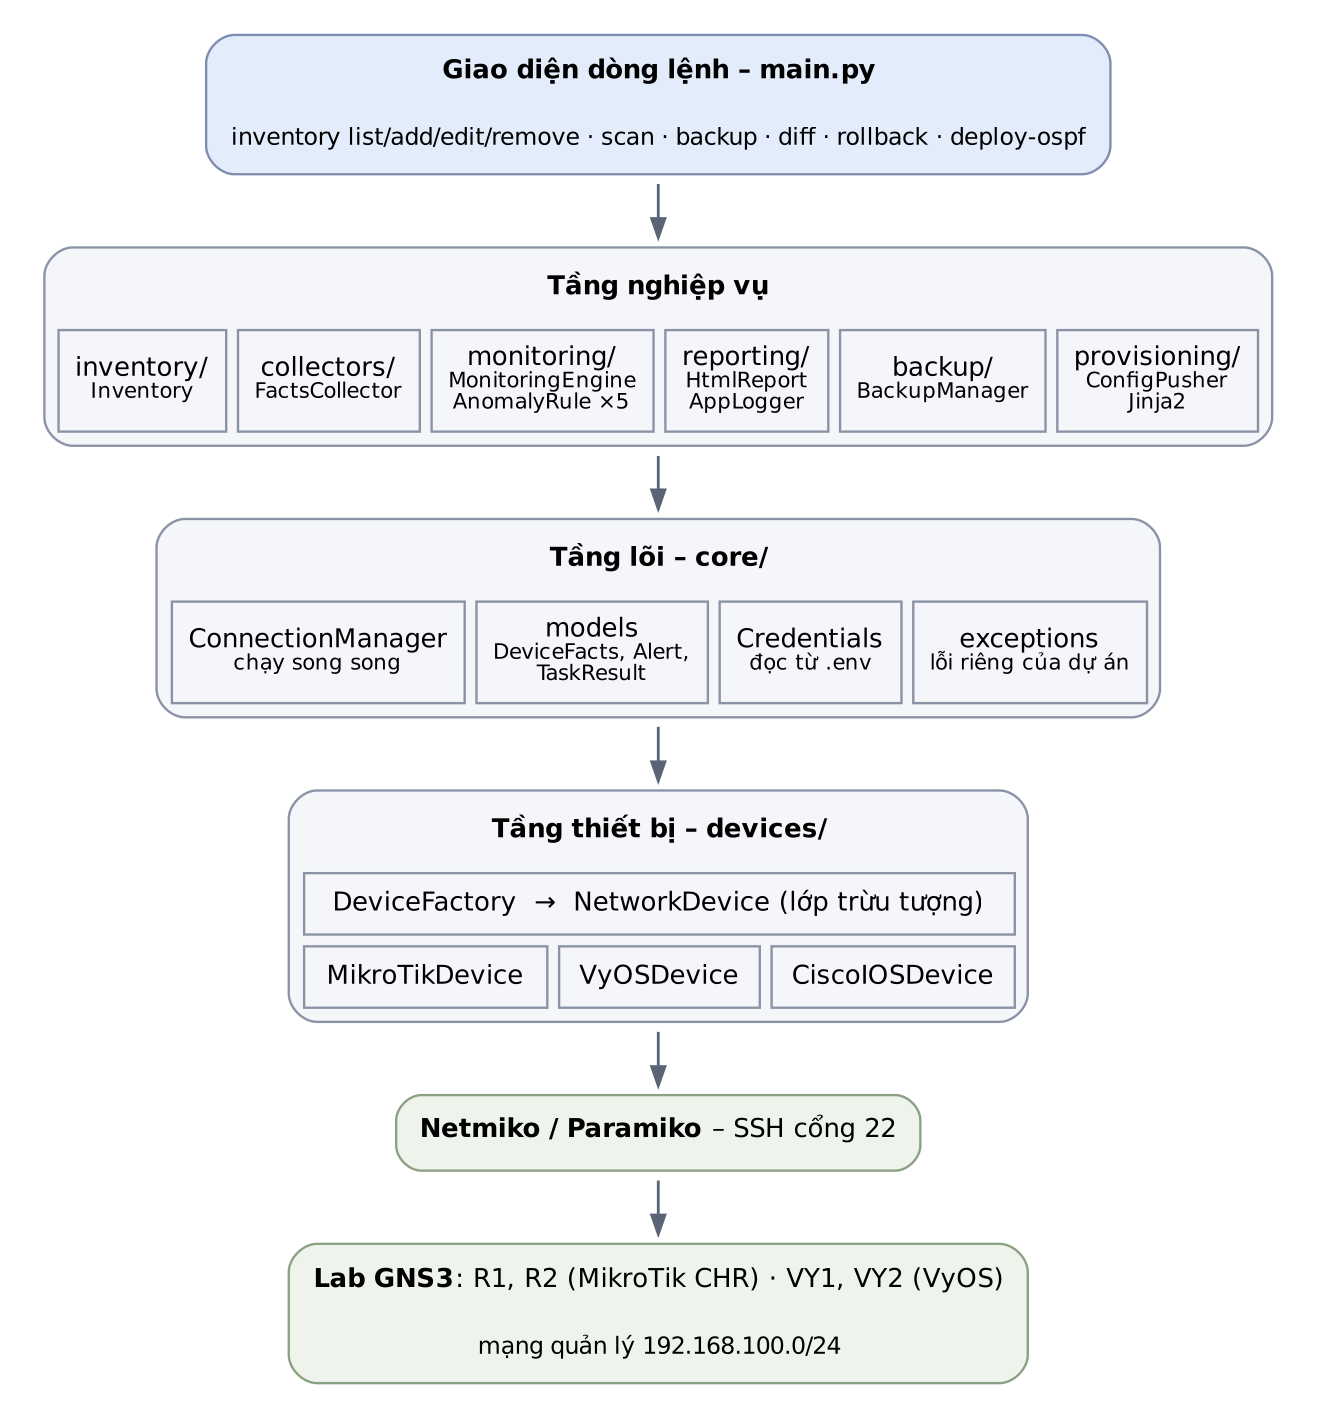 Giao diện dòng lệnh – main.py
inventory list/add/edit/remove · scan · backup · diff · rollback · deploy-ospf
Tầng nghiệp vụ
inventory/
Inventory
collectors/
FactsCollector
monitoring/
MonitoringEngine
AnomalyRule ×5
reporting/
HtmlReport
AppLogger
backup/
BackupManager
provisioning/
ConfigPusher
Jinja2
Tầng lõi – core/
ConnectionManager
chạy song song
models
DeviceFacts, Alert,
TaskResult
Credentials
đọc từ .env
exceptions
lỗi riêng của dự án
Tầng thiết bị – devices/
DeviceFactory → NetworkDevice (lớp trừu tượng)
MikroTikDevice
VyOSDevice
CiscoIOSDevice
Netmiko / Paramiko – SSH cổng 22
Lab GNS3: R1, R2 (MikroTik CHR) · VY1, VY2 (VyOS)
mạng quản lý 192.168.100.0/24